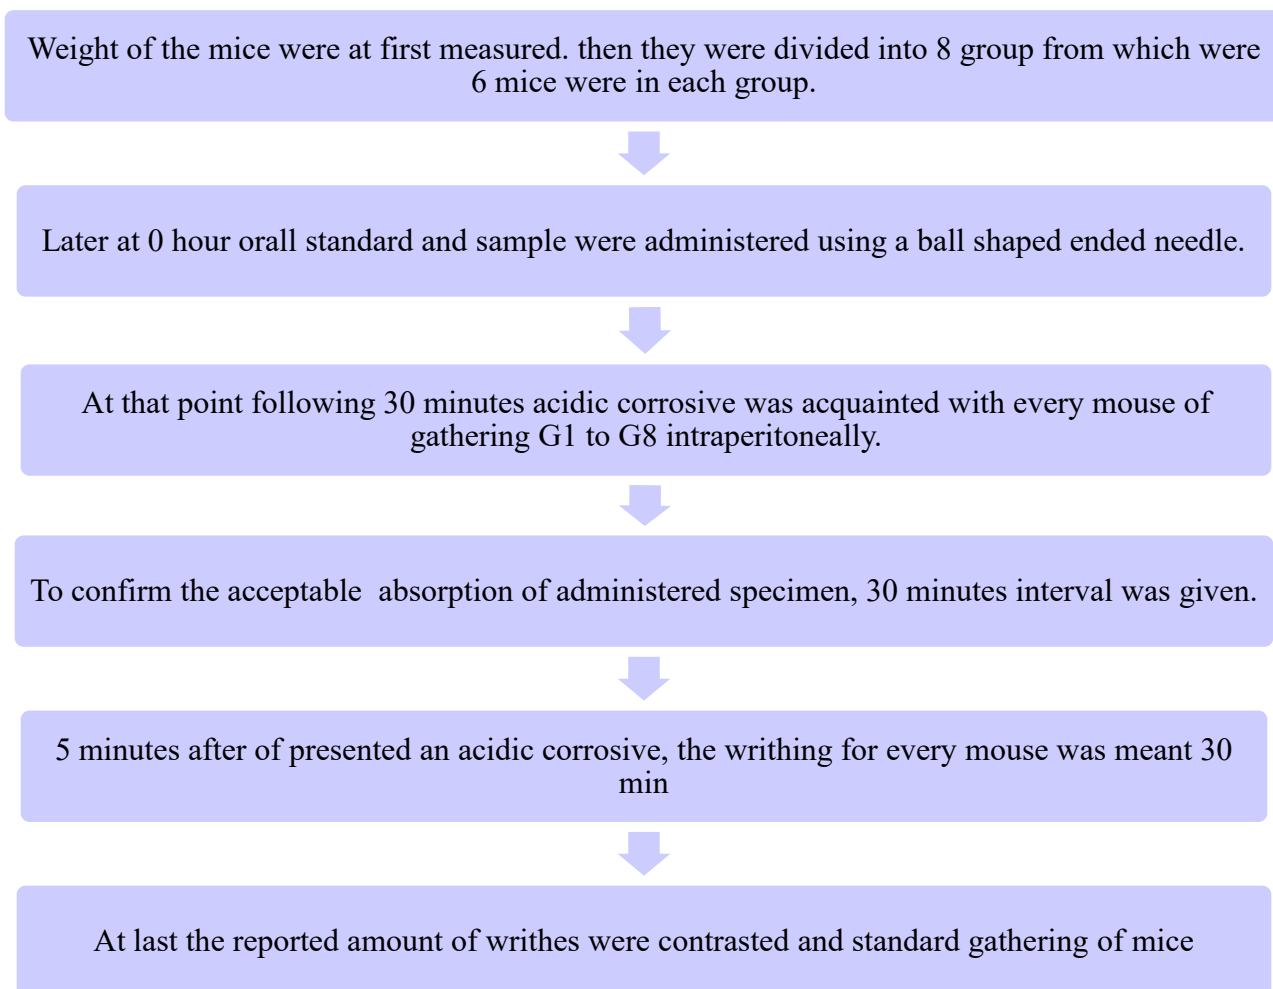 Weight of the mice were at first measured. then they were divided into 8 group from which were
6 mice were in each group.
Later at 0 hour orall standard and sample were administered using a ball shaped ended needle.
At that point following 30 minutes acidic corrosive was acquainted with every mouse of
gathering G1 to G8 intraperitoneally.
To confirm the acceptable  absorption of administered specimen, 30 minutes interval was given.
5 minutes after of presented an acidic corrosive, the writhing for every mouse was meant 30
min
At last the reported amount of writhes were contrasted and standard gathering of mice